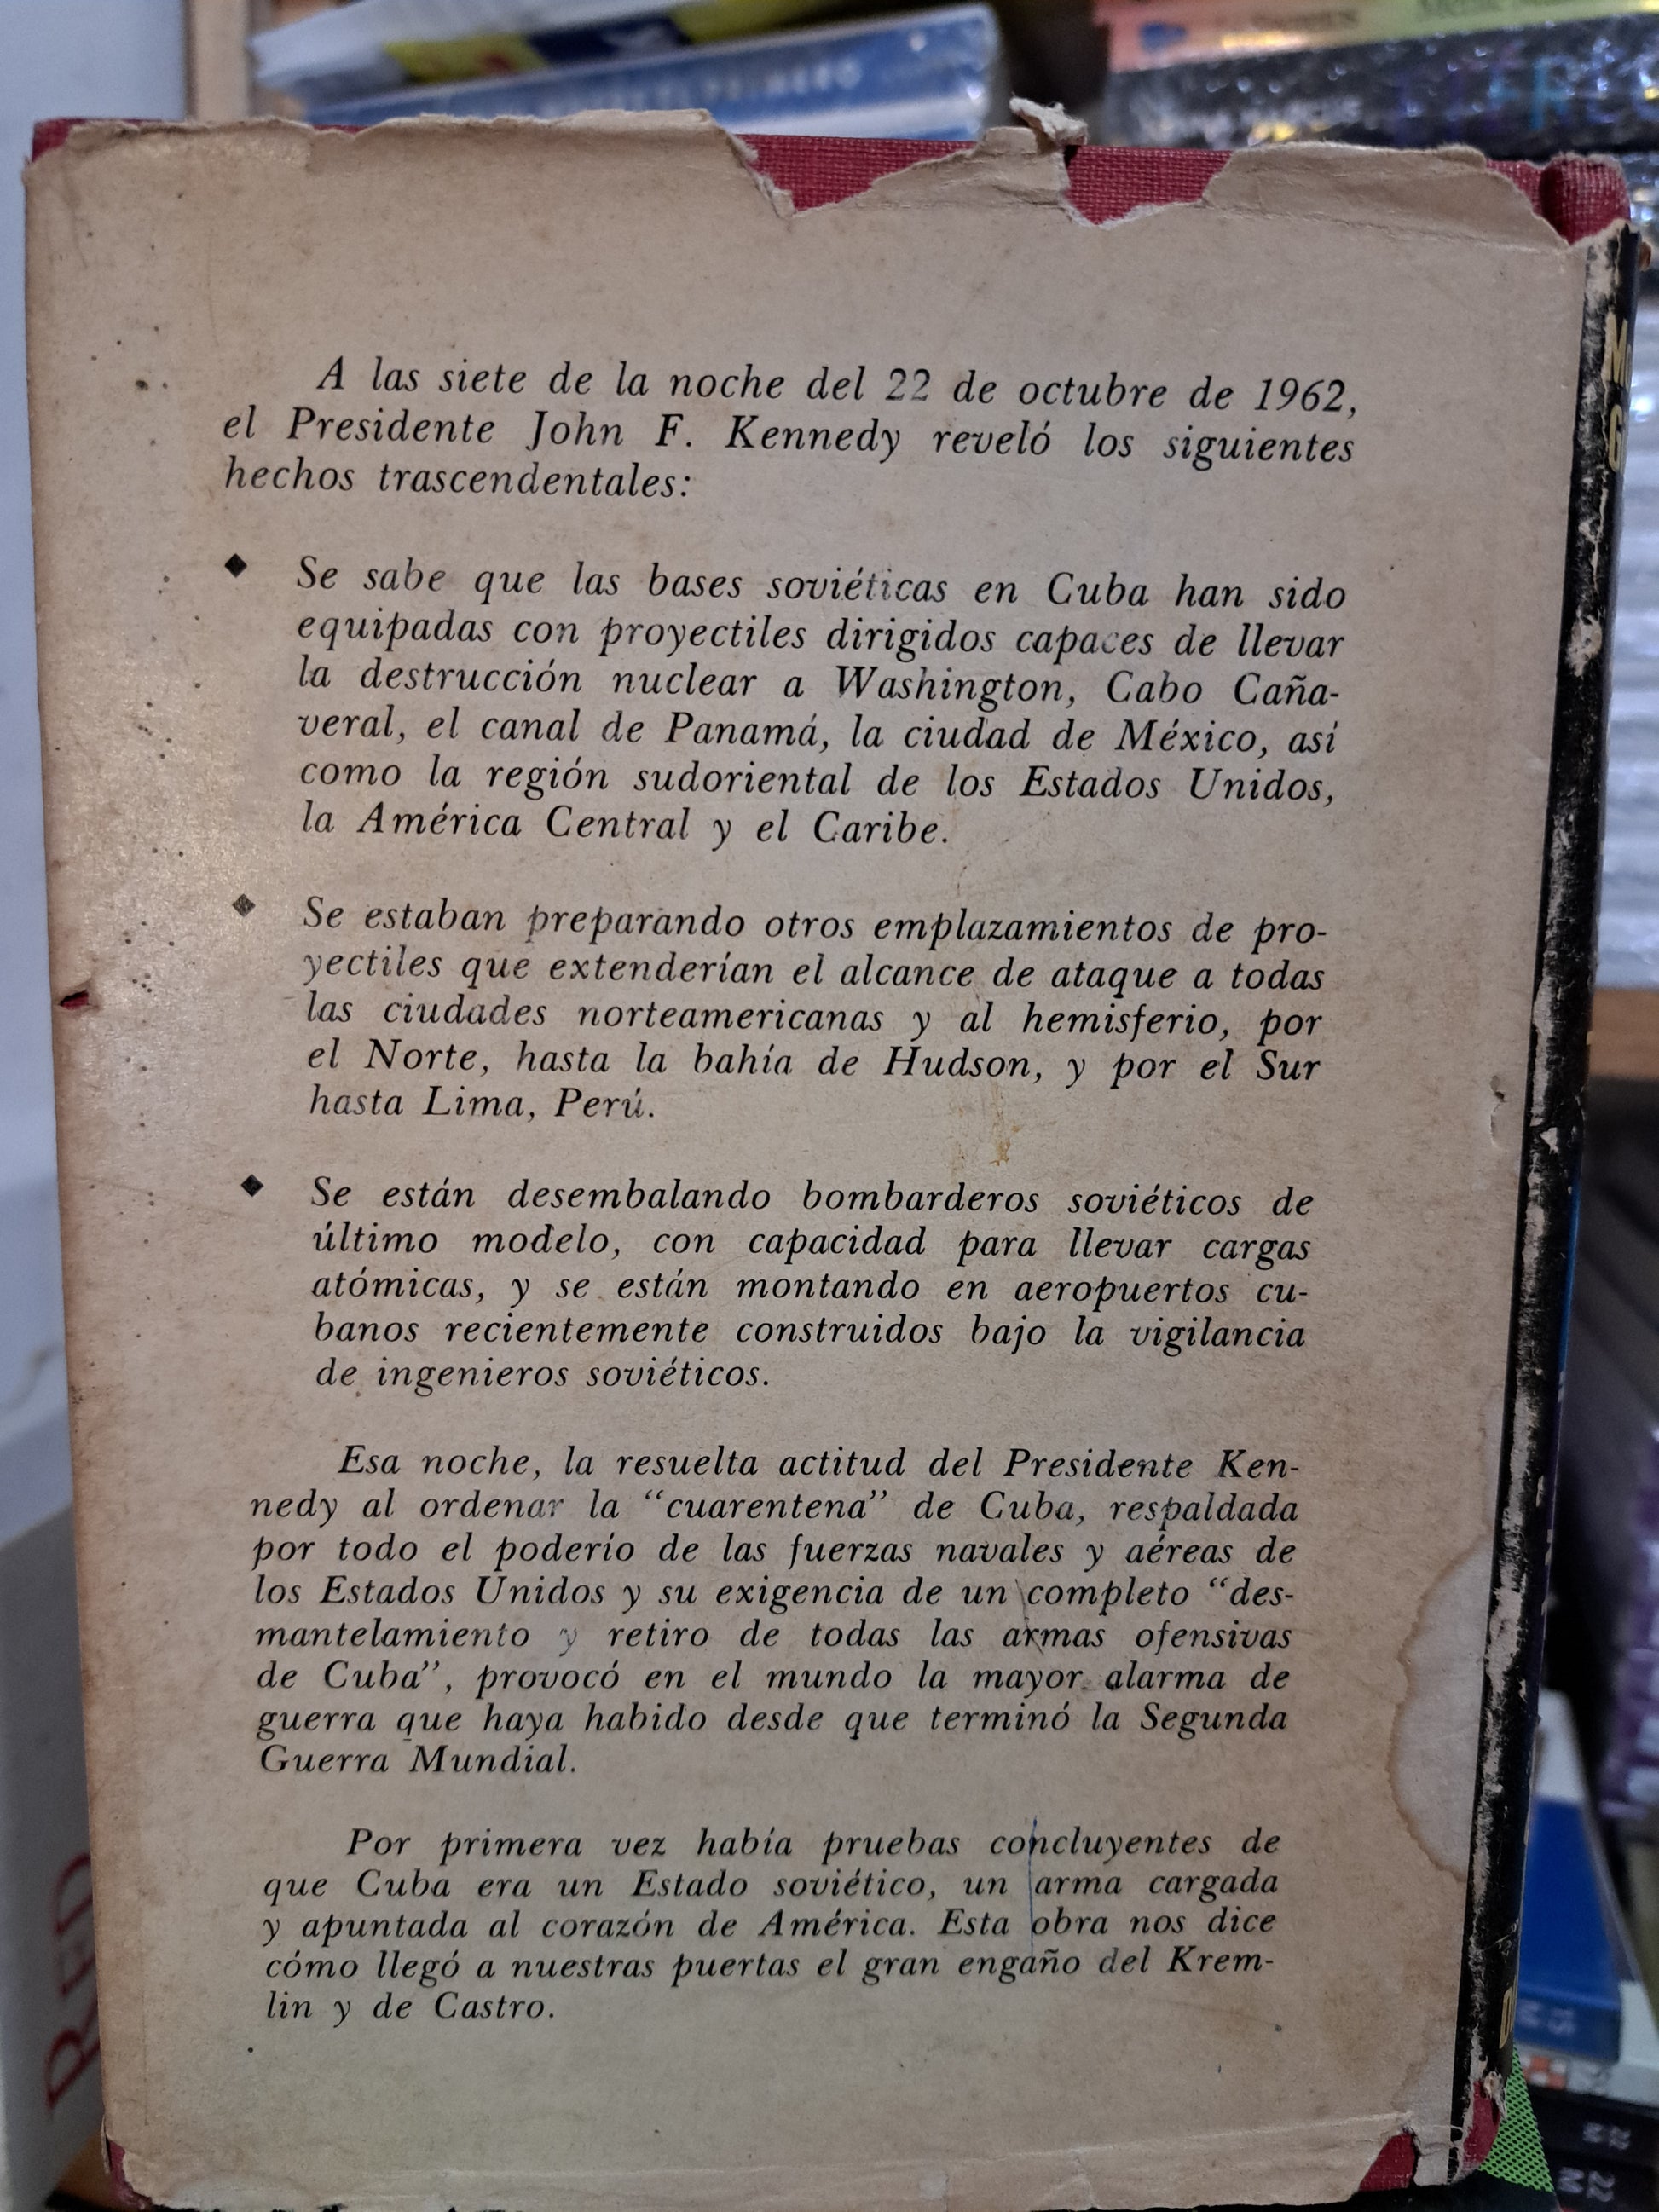 A las siete de la noche del 22 de octubre de 1962,
el Presidente John F. Kennedy reveló los siguientes
hechos trascendentales:
◆ Se sabe que las bases soviéticas en Cuba han sido
equipadas con proyectiles dirigidos capaces de llevar
la destrucción nuclear a Washington, Cabo Caña-
veral, el canal de Panamá, la ciudad de México, así
como la región sudoriental de los Estados Unidos,
la América Central y el Caribe.
◆ Se estaban preparando otros emplazamientos de pro-
yectiles que extenderían el alcance de ataque a todas
las ciudades norteamericanas y al hemisferio, por
el Norte, hasta la bahía de Hudson, y por el Sur
hasta Lima, Perú.
◆ Se están desembalando bombarderos soviéticos de
último modelo, con capacidad para llevar cargas
atómicas, y se están montando en aeropuertos cu-
banos recientemente construidos bajo la vigilancia
de ingenieros soviéticos.
Esa noche, la resuelta actitud del Presidente Ken-
nedy al ordenar la “cuarentena” de Cuba, respaldada
por todo el poderío de las fuerzas navales y aéreas de
los Estados Unidos y su exigencia de un completo “des-
mantelamiento y retiro de todas las armas ofensivas
de Cuba”, provocó en el mundo la mayor alarma de
guerra que haya habido desde que terminó la Segunda
Guerra Mundial.
Por primera vez había pruebas concluyentes de
que Cuba era un Estado soviético, un arma cargada
y apuntada al corazón de América. Esta obra nos dice
cómo llegó a nuestras puertas el gran engaño del Krem-
lin y de Castro.
RED